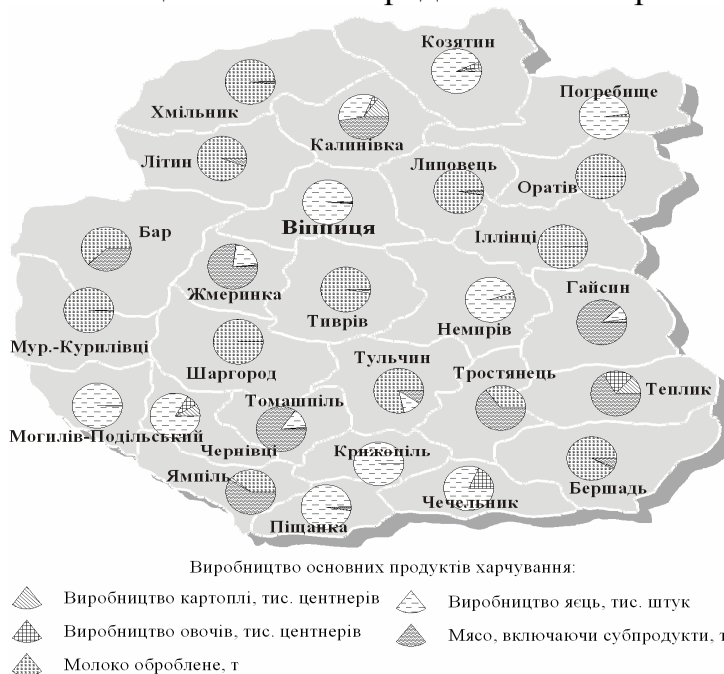 Козятин
Погребище
Хмільник
Калинівка
Літин
Липовець
Оратів
Бар
Вінниця
Іллінці
Жмеринка
Гайсин
Тиврів
Немирів
Мур.-Курилівці
Шаргород
Тульчин
Тростянець
Теплик
Томашпіль
Могилів-Подільський
Чернівці
Крижопіль
Ямпіль
Чечельник
Бершадь
Піщанка
Виробництво основних продуктів харчування:
Виробництво картоплі, тис. центнерів
Виробництво яєць, тис. штук
Виробництво овочів, тис. центнерів
Мясо, включаючи субпродукти, т
Молоко оброблене, т